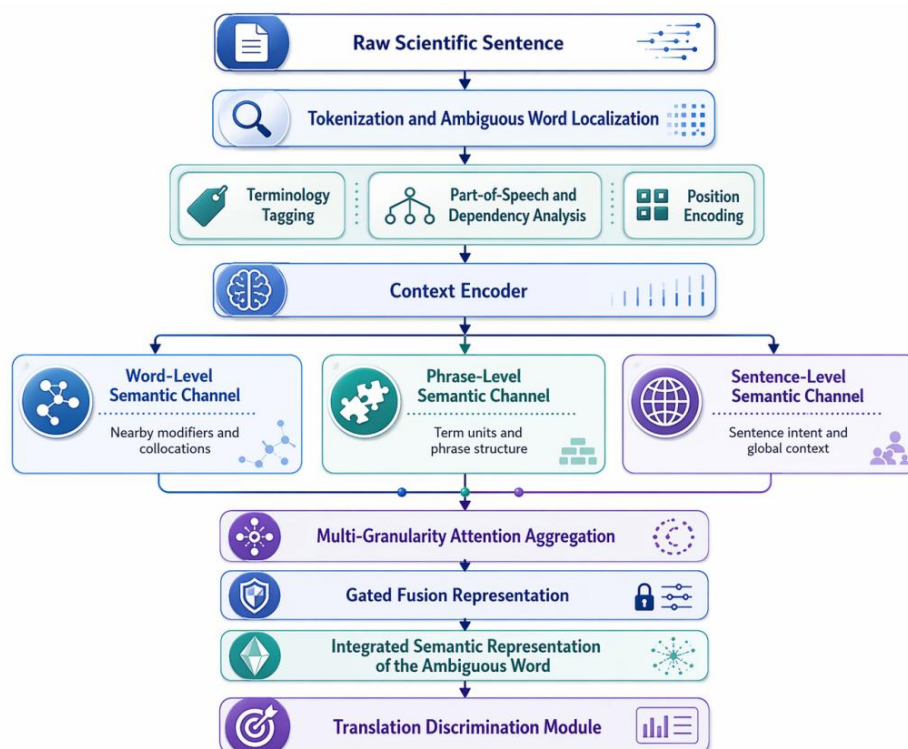 Raw Scientific Sentence
Tokenization and Ambiguous Word Localization
Terminology
Tagging
Part-of-Speech and
Dependency Analysis
Position
Encoding
Context Encoder
Word-Level
Semantic Channel
Nearby modifiers and
collocations
Phrase-Level
Semantic Channel
Term units and
phrase structure
Sentence-Level
Semantic Channel
Sentence intent and
global context
Multi-Granularity Attention Aggregation
Gated Fusion Representation
Integrated Semantic Representation
of the Ambiguous Word
Translation Discrimination Module